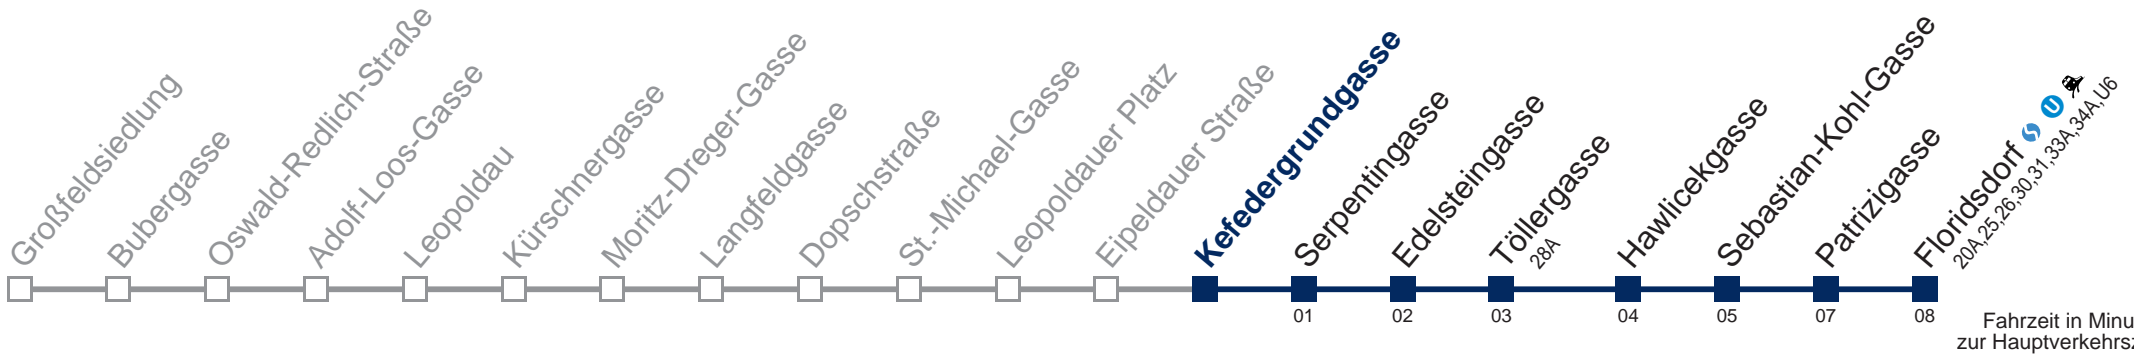 Großfeldsiedlung
Bubergasse
Oswald-Redlich-Straße
Adolf-Loos-Gasse
Leopoldau
Kürschnergasse
Moritz-Dreger-Gasse
Langfeldgasse
Dopschstraße
St.-Michael-Gasse
Leopoldauer Platz
Eipeldauer Straße
Kefedergrundgasse
Serpentingasse
Edelsteingasse
Töllergasse
28A
Hawlicekgasse
Sebastian-Kohl-Gasse
Patrizigasse
Floridsdorf S U
20A,25,26,30,31,33A,34A,U6
01 02 03 04 05 07 08
Fahrzeit in Minu
zur Hauptverkehrsz